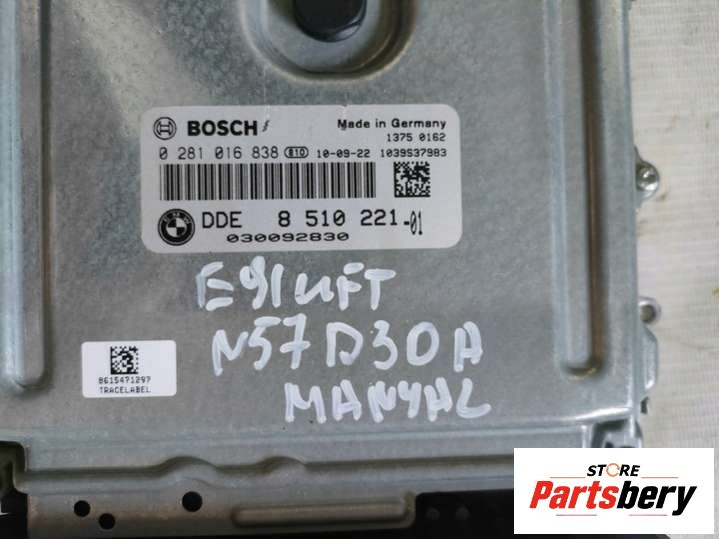 BOSCH
Made in Germany
1375 0162
0 281 016 838 810 10-09-22 1039S37983
DDE 8 510 221-01
030092830
E91 LIFT
N57D30A
MANYAL
8615471297
TRACELABEL
STORE
Partsbery